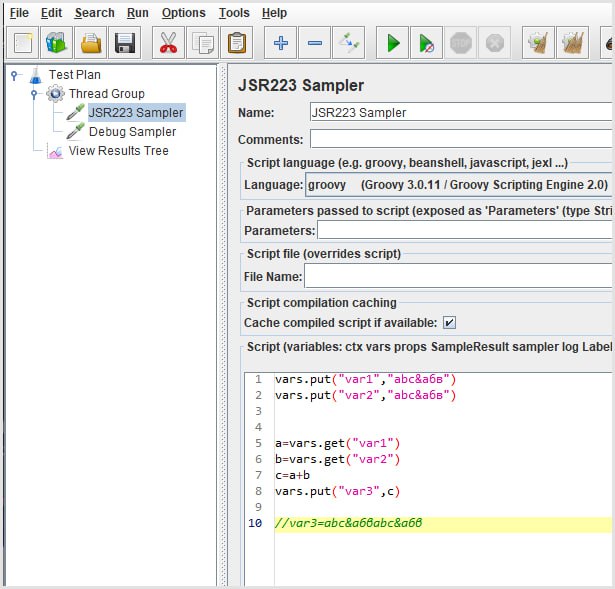 File Edit Search Run Options Tools Help
Test Plan
Thread Group
JSR223 Sampler
Debug Sampler
View Results Tree
JSR223 Sampler
Name: JSR223 Sampler
Comments:
Script language (e.g. groovy, beanshell, javascript, jexl ...)
Language: groovy (Groovy 3.0.11 / Groovy Scripting Engine 2.0)
Parameters passed to script (exposed as 'Parameters' (type Stri
Parameters:
Script file (overrides script)
File Name:
Script compilation caching
Cache compiled script if available:
Script (variables: ctx vars props SampleResult sampler log Label
1 vars.put("var1","abc&абв")
2 vars.put("var2","abc&абв")
3
4
5 a=vars.get("var1")
6 b=vars.get("var2")
7 c=a+b
8 vars.put("var3",c)
9
10 //var3=abc&абвabc&абв
STOP